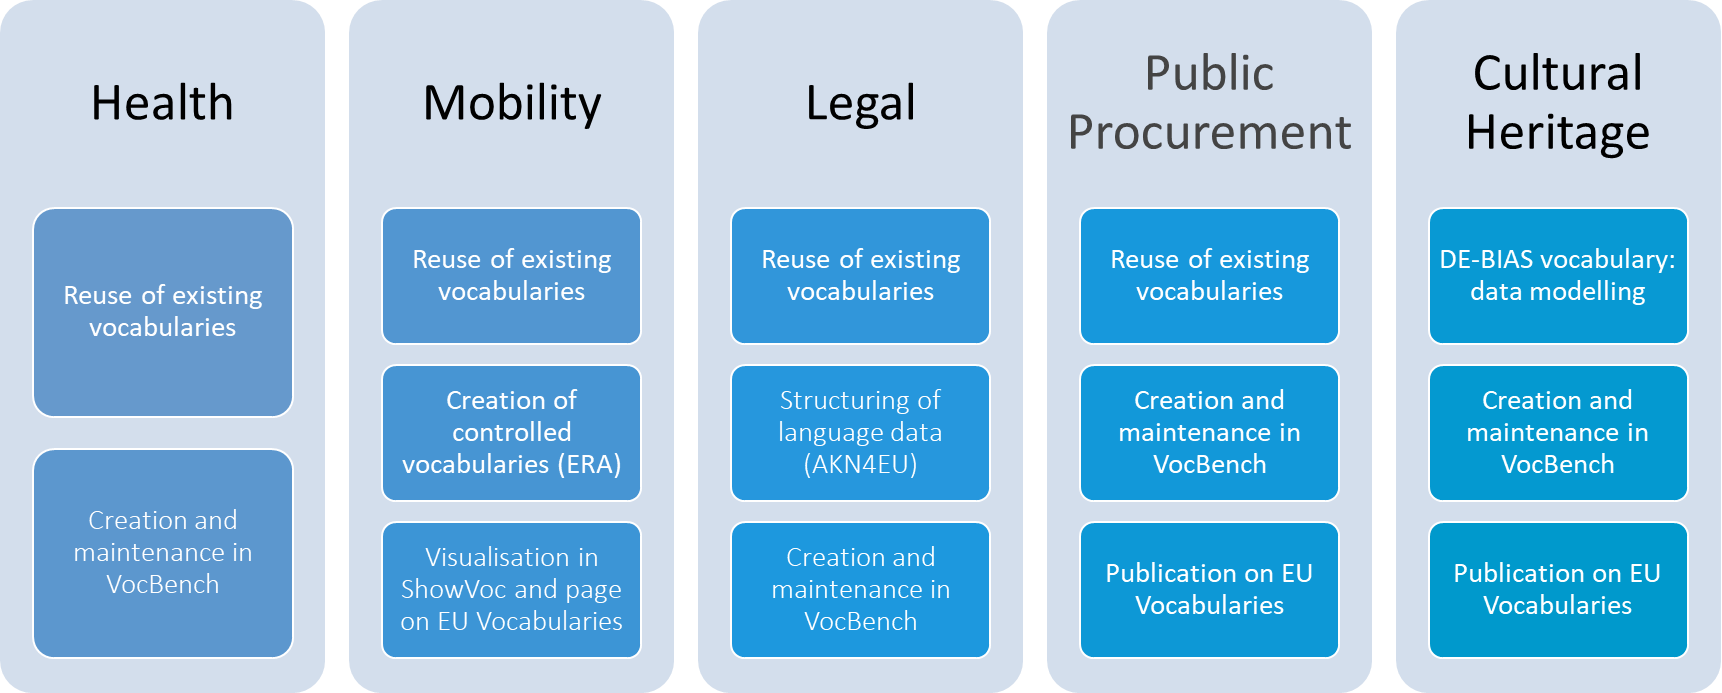 Health
Reuse of existing
vocabularies
Creation and
maintenance in
VocBench
Mobility
Reuse of existing
vocabularies
Creation of
controlled
vocabularies (ERA)
Visualisation in
ShowVoc and page
on EU Vocabularies
Legal
Reuse of existing
vocabularies
Structuring of
language data
(AKN4EU)
Creation and
maintenance in
VocBench
Public
Procurement
Reuse of existing
vocabularies
Creation and
maintenance in
VocBench
Publication on EU
Vocabularies
Cultural
Heritage
DE-BIAS vocabulary:
data modelling
Creation and
maintenance in
VocBench
Publication on EU
Vocabularies